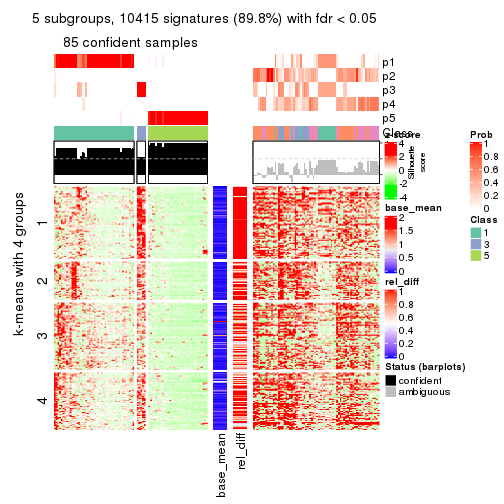 5 subgroups, 10415 signatures (89.8%) with fdr < 0.05
85 confident samples
p1
p2
p3
p4
p5
Class
k-means with 4 groups
1
2
3
4
base_mean
rel_diff
z-score
4
2
0
-2
-4
Silhouette
score
base_mean
2
1.5
1
0.5
0
rel_diff
1
0.8
0.6
0.4
0.2
0
Status (barplots)
confident
ambiguous
Prob
1
0.8
0.6
0.4
0.2
0
Class
1
3
5